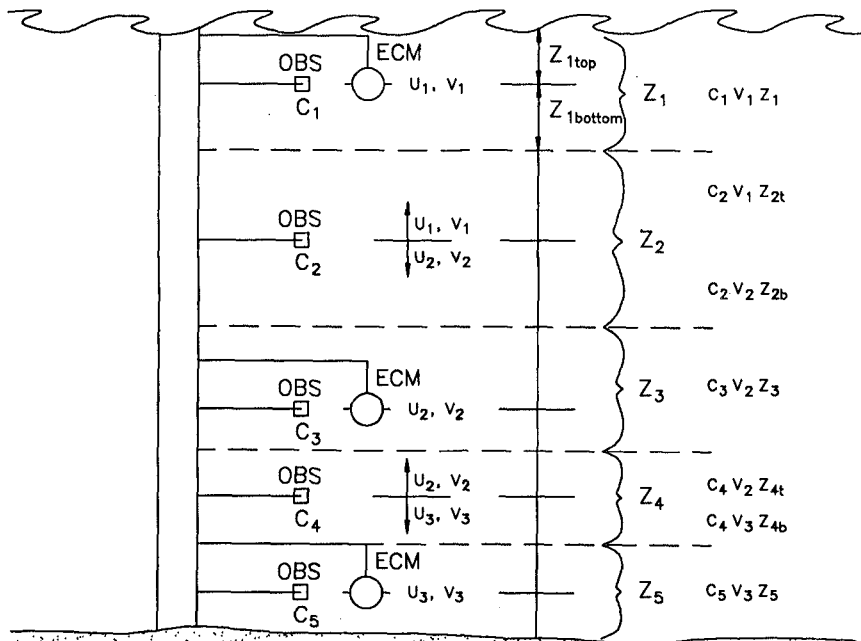 ECM
OBS
C₁
U₁, V₁
Z₁top
Z₁bottom
Z₁
C₁ V₁ Z₁
OBS
C₂
U₁, V₁
U₂, V₂
Z₂
C₂ V₁ Z₂t
C₂ V₂ Z₂b
ECM
OBS
C₃
U₂, V₂
Z₃
C₃ V₂ Z₃
OBS
C₄
U₂, V₂
U₃, V₃
Z₄
C₄ V₂ Z₄t
C₄ V₃ Z₄b
ECM
OBS
C₅
U₃, V₃
Z₅
C₅ V₃ Z₅